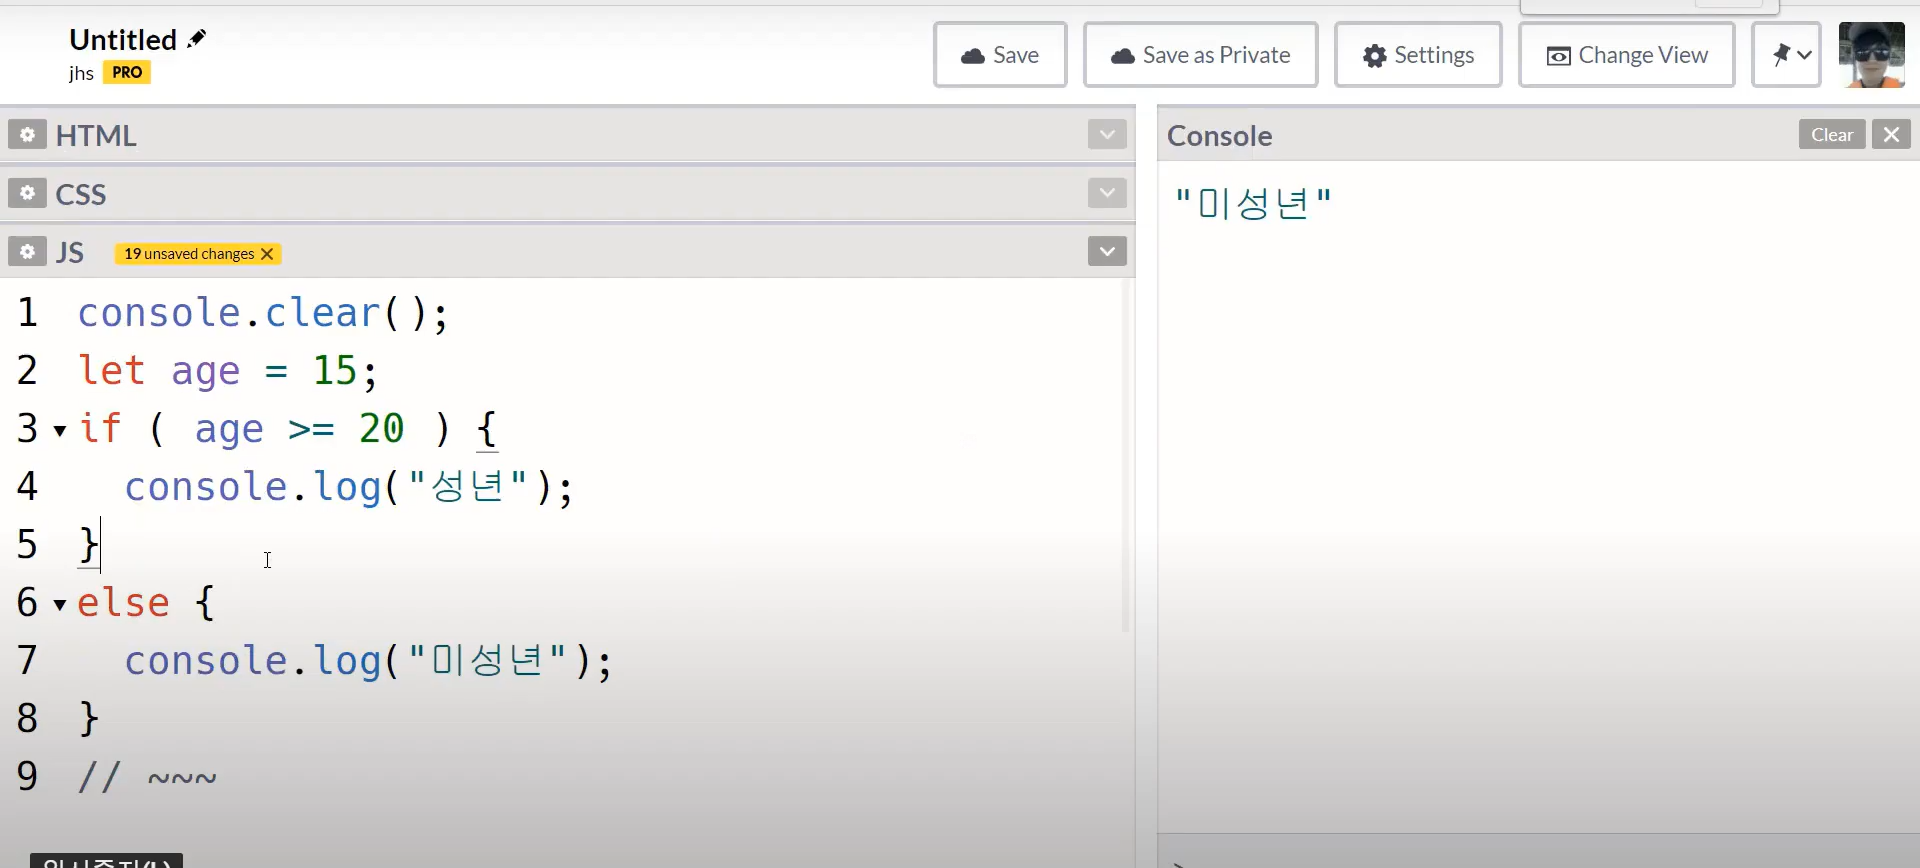 Untitled
jhs PRO
Save
Save as Private
Settings
Change View
HTML
CSS
JS 19 unsaved changes
1 console.clear();
2 let age = 15;
3 if ( age >= 20 ) {
4 console.log("성년");
5 }
6 else {
7 console.log("미성년");
8 }
9 // ~~~
Console
Clear
"미성년"